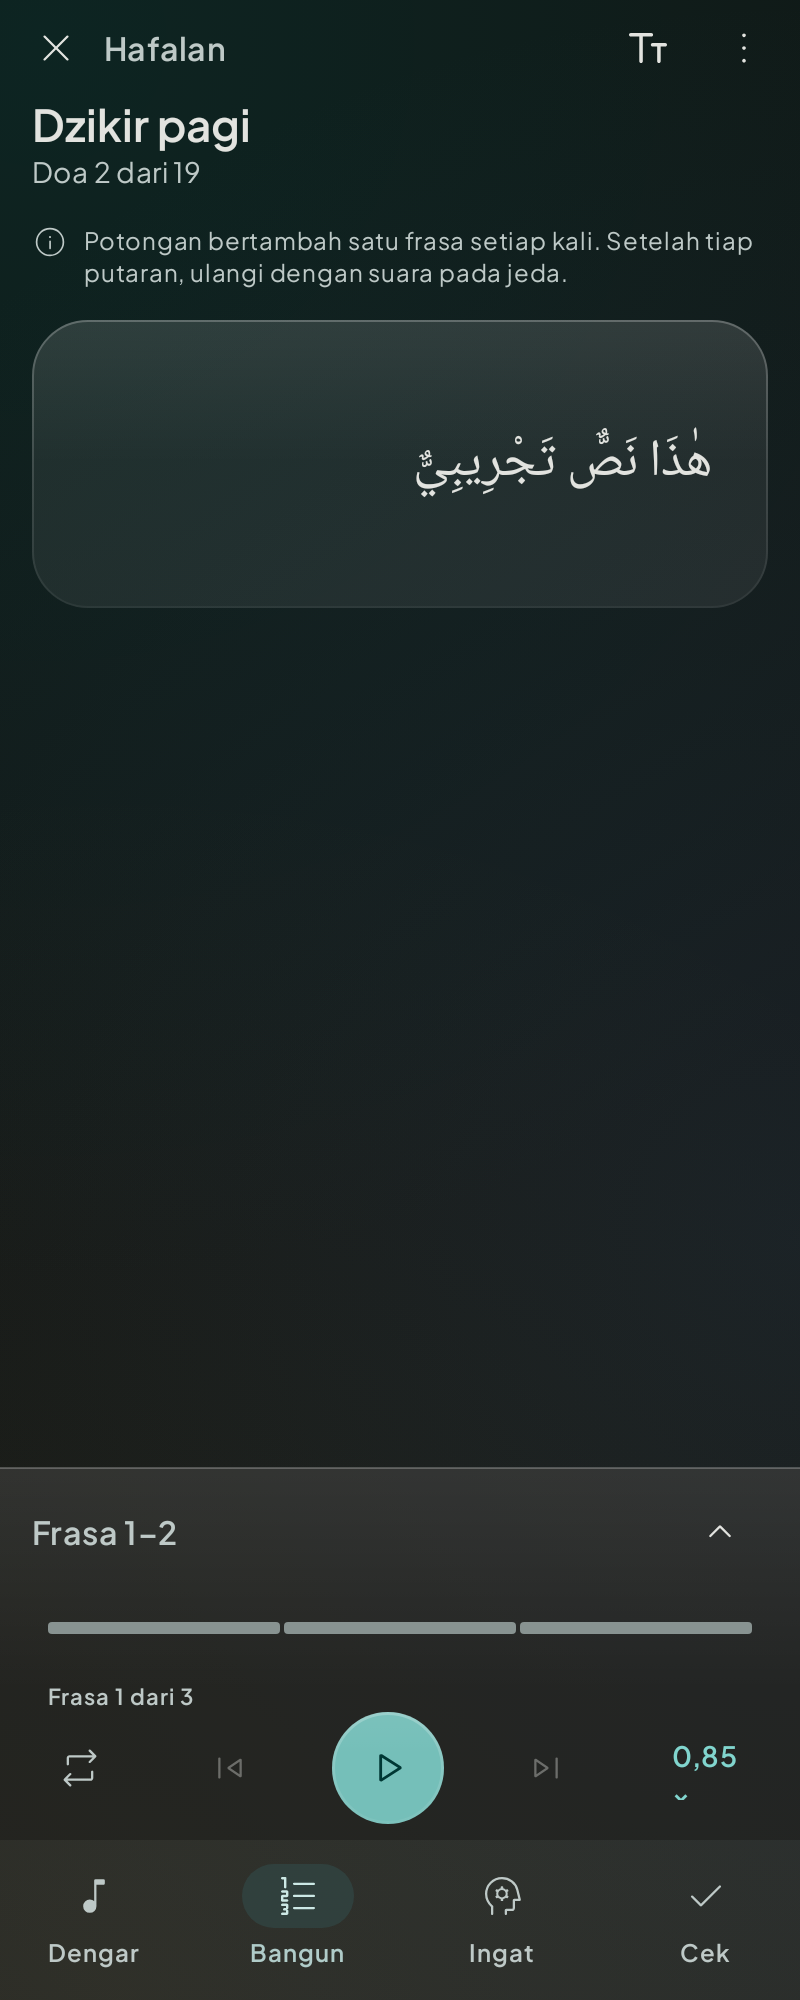 Hafalan
Dzikir pagi
Doa 2 dari 19
Potongan bertambah satu frasa setiap kali. Setelah tiap
putaran, ulangi dengan suara pada jeda.
هٰذَا نَصٌّ تَجْرِيبِيٌّ
Frasa 1–2
Frasa 1 dari 3
0,85
Dengar
Bangun
Ingat
Cek